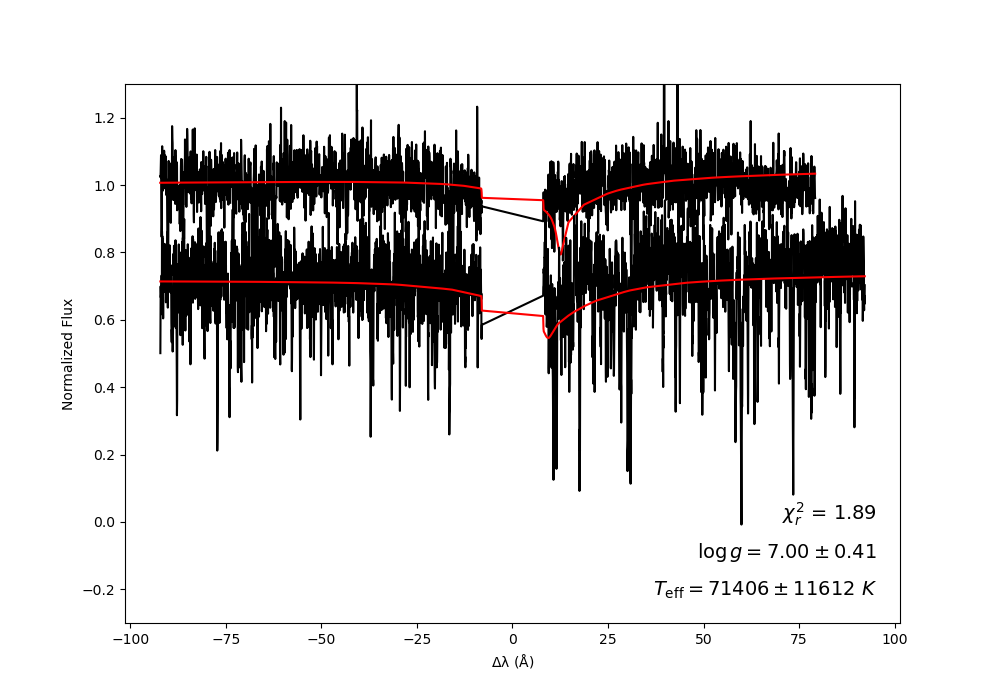 1.2
1.0
0.8
0.6
0.4
0.2
0.0
−0.2
Normalized Flux
χ²ᵣ = 1.89
log g = 7.00 ± 0.41
T_eff = 71406 ± 11612 K
−100 −75 −50 −25 0 25 50 75 100
Δλ (Å)